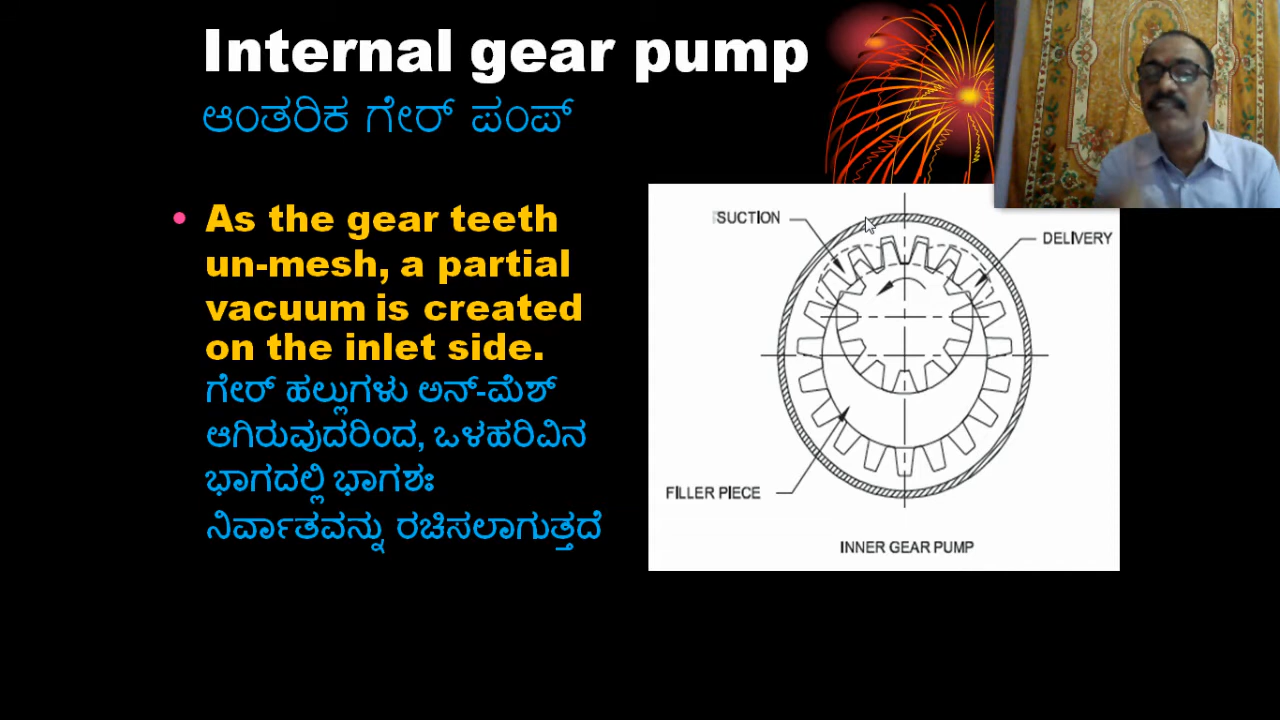 Internal gear pump
ಆಂತರಿಕ ಗೇರ್ ಪಂಪ್
• As the gear teeth
un-mesh, a partial
vacuum is created
on the inlet side.
ಗೇರ್ ಹಲ್ಲುಗಳು ಅನ್-ಮೆಶ್
ಆಗಿರುವುದರಿಂದ, ಒಳಹರಿವಿನ
ಭಾಗದಲ್ಲಿ ಭಾಗಶಃ
ನಿರ್ವಾತವನ್ನು ರಚಿಸಲಾಗುತ್ತದೆ
SUCTION
DELIVERY
FILLER PIECE
INNER GEAR PUMP